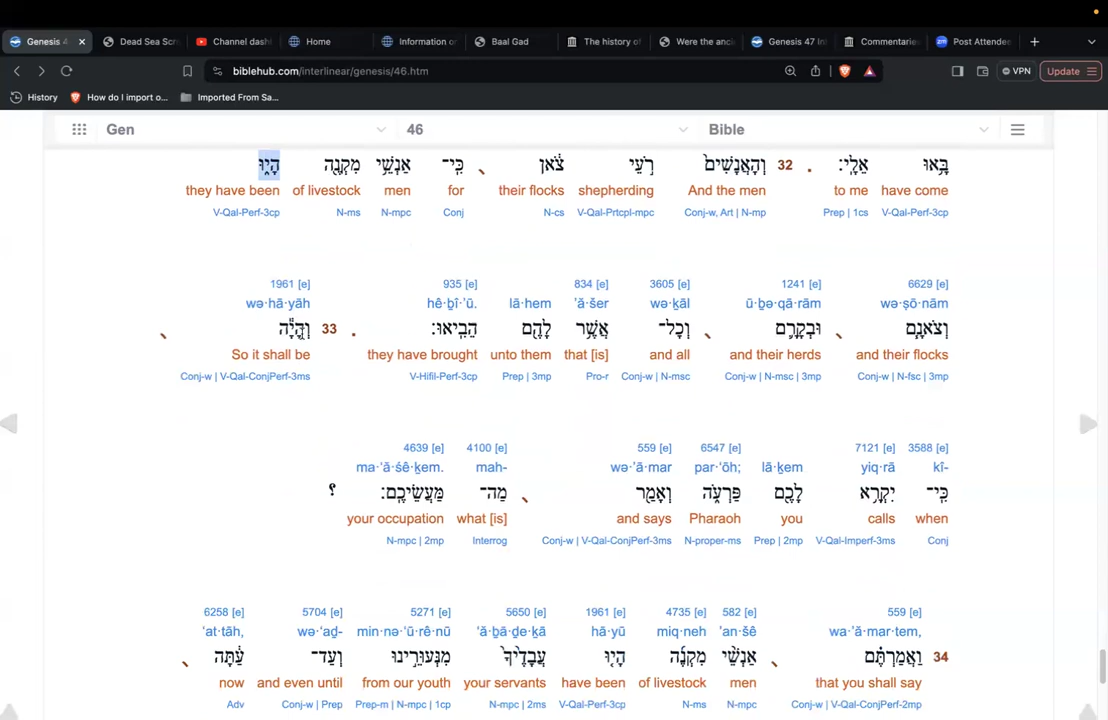 Genesis 4
Dead Sea Scr
Channel dash
Home
Information on
Baal Gad
The history of
Were the anci
Genesis 47 Int
Commentaries
Post Attendee
biblehub.com/interlinear/genesis/46.htm
VPN
Update
History
How do I import o...
Imported From Sa...
Gen
46
Bible
בָּ֥אוּ אֵלָֽי׃ 32 וְהָאֲנָשִׁים֙ רֹ֣עֵי צֹ֔אן כִּֽי־ אַנְשֵׁ֥י מִקְנֶ֖ה הָי֑וּ
they have been of livestock men for their flocks shepherding And the men to me have come
V-Qal-Perf-3cp N-ms N-mpc Conj N-cs V-Qal-Prtcpl-mpc Conj-w, Art | N-mp Prep | 1cs V-Qal-Perf-3cp
1961 [e] 935 [e] 834 [e] 3605 [e] 1241 [e] 6629 [e]
wə·hā·yāh hê·ḇî·’ū. lā·hem ’ă·šer wə·ḵāl ū·ḇə·qā·rām wə·ṣō·nām
וְצֹאנָ֧ם וּבְקָרָ֛ם וְכָל־ אֲשֶׁ֥ר לָהֶ֖ם הֵבִֽיאוּ׃ 33 וְהָיָ֕ה
So it shall be they have brought unto them that [is] and all and their herds and their flocks
Conj-w | V-Qal-ConjPerf-3ms V-Hifil-Perf-3cp Prep | 3mp Pro-r Conj-w | N-msc Conj-w | N-msc | 3mp Conj-w | N-fsc | 3mp
4639 [e] 4100 [e] 559 [e] 6547 [e] 7121 [e] 3588 [e]
ma·‘ă·śê·ḵem. mah- wə·’ā·mar par·‘ōh; lā·ḵem yiq·rā kî-
כִּֽי־ יִקְרָ֥א לָכֶ֖ם פַּרְעֹ֑ה וְאָמַ֖ר מַה־ מַּעֲשֵׂיכֶֽם׃ ؟
your occupation what [is] and says Pharaoh you calls when
N-mpc | 2mp Interrog Conj-w | V-Qal-ConjPerf-3ms N-proper-ms Prep | 2mp V-Qal-Imperf-3ms Conj
6258 [e] 5704 [e] 5271 [e] 5650 [e] 1961 [e] 4735 [e] 582 [e] 559 [e]
‘at·tāh, wə·‘aḏ- min·nə·‘ū·rê·nū ‘ă·ḇā·ḏe·ḵā hā·yū miq·neh ’an·šê wa·’ă·mar·tem,
34 וַאֲמַרְתֶּ֗ם אַנְשֵׁ֨י מִקְנֶ֜ה הָי֤וּ עֲבָדֶ֙יךָ֙ מִנְּעוּרֵ֣ינוּ וְעַד־ עַ֔תָּה
now and even until from our youth your servants have been of livestock men that you shall say
Adv Conj-w | Prep Prep-m | N-mpc | 1cp N-mpc | 2ms V-Qal-Perf-3cp N-ms N-mpc Conj-w | V-Qal-ConjPerf-2mp